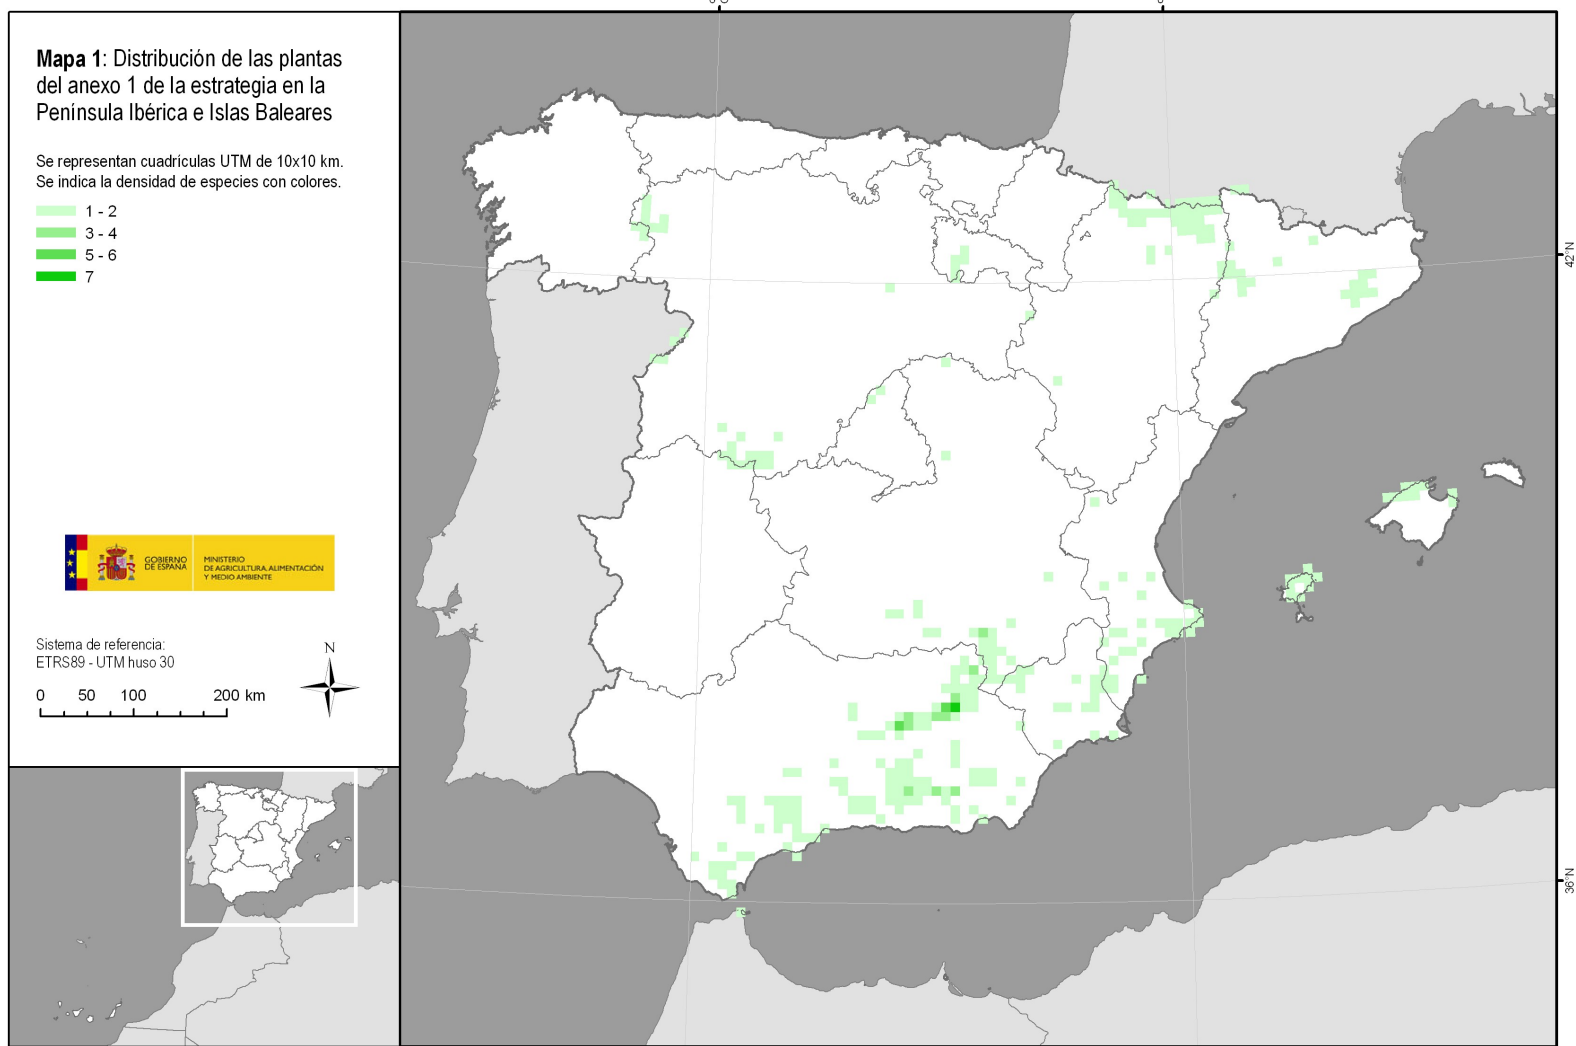 Mapa 1: Distribución de las plantas
del anexo 1 de la estrategia en la
Península Ibérica e Islas Baleares
Se representan cuadrículas UTM de 10x10 km.
Se indica la densidad de especies con colores.
1 - 2
3 - 4
5 - 6
7
GOBIERNO
DE ESPAÑA
MINISTERIO
DE AGRICULTURA, ALIMENTACIÓN
Y MEDIO AMBIENTE
Sistema de referencia:
ETRS89 - UTM huso 30
N
0 50 100 200 km
42°N
36°N